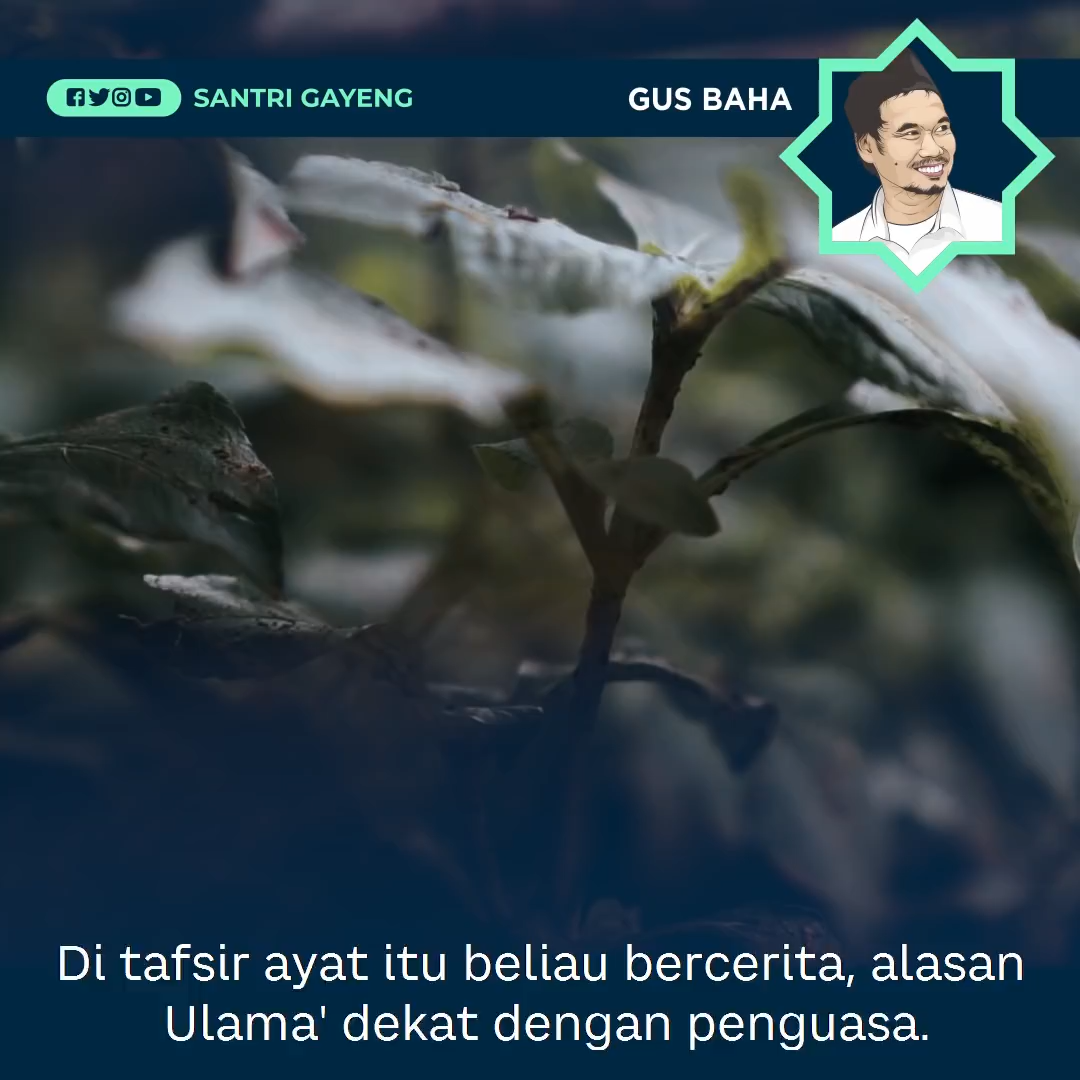 SANTRI GAYENG
GUS BAHA
Di tafsir ayat itu beliau bercerita, alasan
Ulama' dekat dengan penguasa.